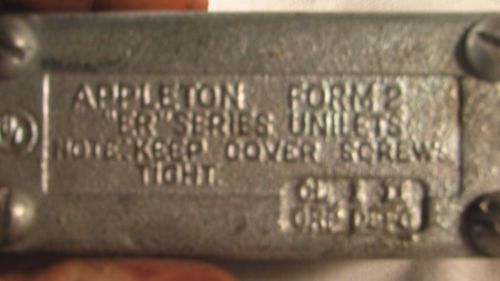 APPLETON FORM 2
"ER" SERIES UNILETS
NOTE: KEEP COVER SCREWS
TIGHT.